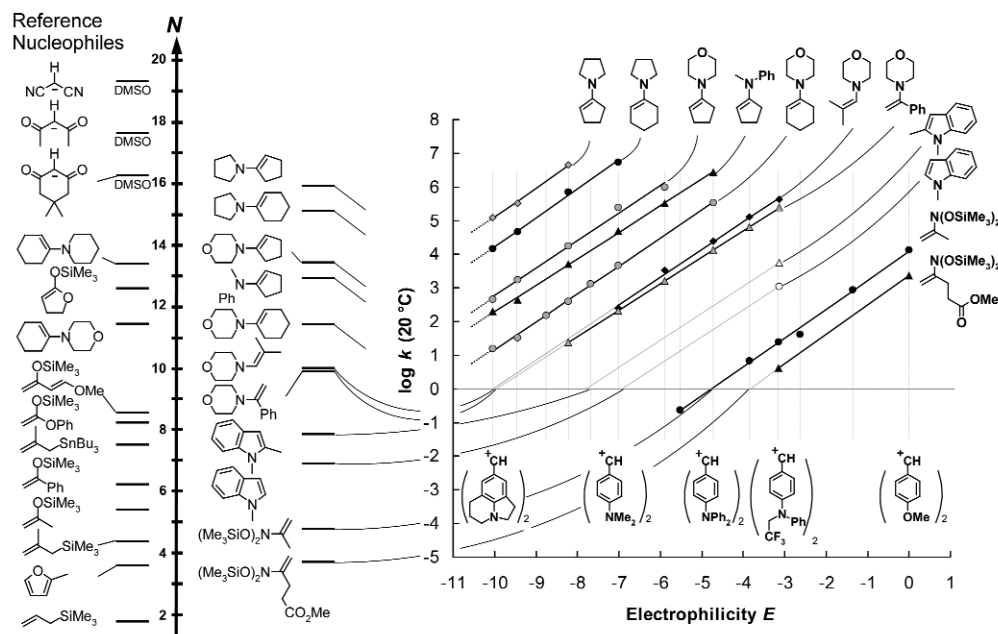 Reference
Nucleophiles
N
20
18
16
14
12
10
8
6
4
2
H
NC
CN
DMSO
H
O
O
DMSO
H
O
O
DMSO
N
OSiMe3
O
N
O
OSiMe3
OMe
OSiMe3
OPh
SnBu3
OSiMe3
Ph
OSiMe3
SiMe3
O
SiMe3
N
N
O
N
N
Ph
O
N
O
N
O
N
Ph
N
N
(Me3SiO)2N
(Me3SiO)2N
CO2Me
N
N
O
N
N
Ph
O
N
O
N
O
N
Ph
N
N
N(OSiMe3)2
N(OSiMe3)2
OMe
O
log k (20 °C)
8
7
6
5
4
3
2
1
0
-1
-2
-3
-4
-5
+
CH
N
2
+
CH
NMe2
2
+
CH
NPh2
2
+
CH
N
Ph
CF3
2
+
CH
OMe
2
-11 -10 -9 -8 -7 -6 -5 -4 -3 -2 -1 0 1
Electrophilicity E